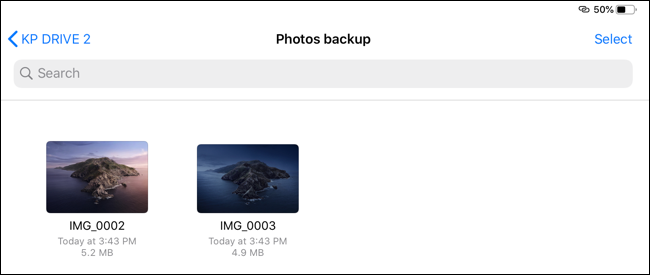 50%
KP DRIVE 2
Photos backup
Select
Search
IMG_0002
Today at 3:43 PM
5.2 MB
IMG_0003
Today at 3:43 PM
4.9 MB